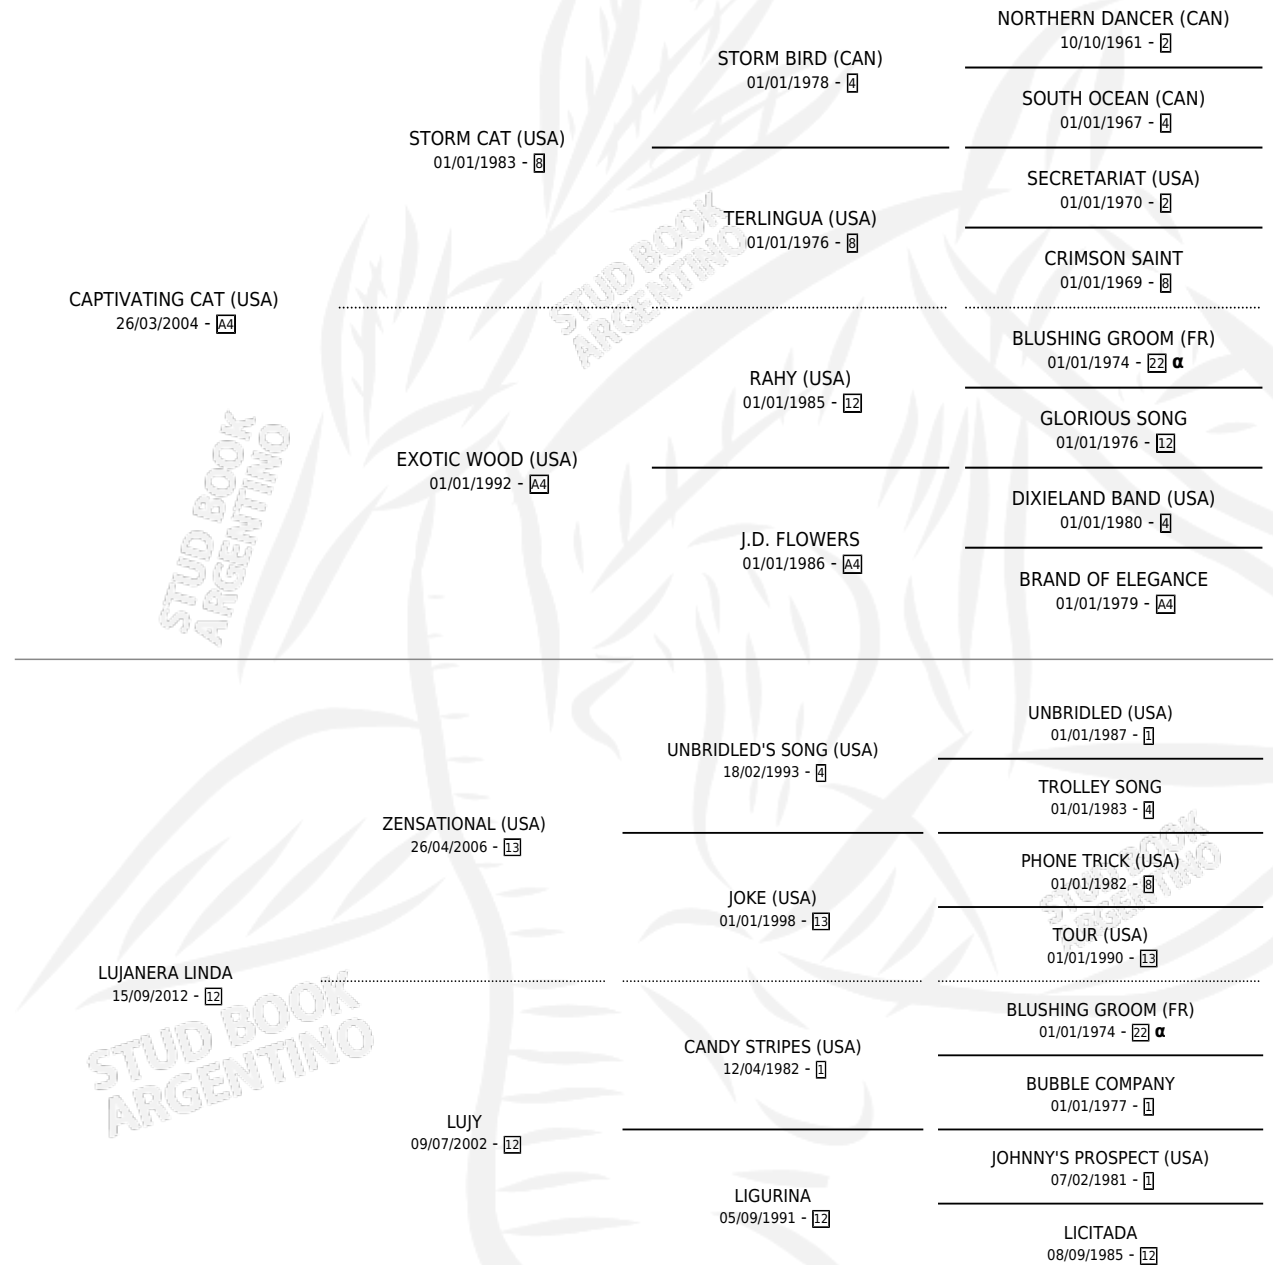 NORTHERN DANCER (CAN)
10/10/1961 - 2
STORM BIRD (CAN)
01/01/1978 - 4
SOUTH OCEAN (CAN)
01/01/1967 - 4
STORM CAT (USA)
01/01/1983 - 8
SECRETARIAT (USA)
01/01/1970 - 2
TERLINGUA (USA)
01/01/1976 - 8
CRIMSON SAINT
01/01/1969 - 8
CAPTIVATING CAT (USA)
26/03/2004 - A4
BLUSHING GROOM (FR)
01/01/1974 - 22 α
RAHY (USA)
01/01/1985 - 12
GLORIOUS SONG
01/01/1976 - 12
EXOTIC WOOD (USA)
01/01/1992 - A4
DIXIELAND BAND (USA)
01/01/1980 - 4
J.D. FLOWERS
01/01/1986 - A4
BRAND OF ELEGANCE
01/01/1979 - A4
UNBRIDLED (USA)
01/01/1987 - 1
UNBRIDLED'S SONG (USA)
18/02/1993 - 4
TROLLEY SONG
01/01/1983 - 4
ZENSATIONAL (USA)
26/04/2006 - 13
PHONE TRICK (USA)
01/01/1982 - 8
JOKE (USA)
01/01/1998 - 13
TOUR (USA)
01/01/1990 - 13
LUJANERA LINDA
15/09/2012 - 12
BLUSHING GROOM (FR)
01/01/1974 - 22 α
CANDY STRIPES (USA)
12/04/1982 - 1
BUBBLE COMPANY
01/01/1977 - 1
LUJY
09/07/2002 - 12
JOHNNY'S PROSPECT (USA)
07/02/1981 - 1
LIGURINA
05/09/1991 - 12
LICITADA
08/09/1985 - 12
STUD BOOK
ARGENTINO
STUD BOOK
ARGENTINO
STUD BOOK
ARGENTINO
STUD BOOK
ARGENTINO